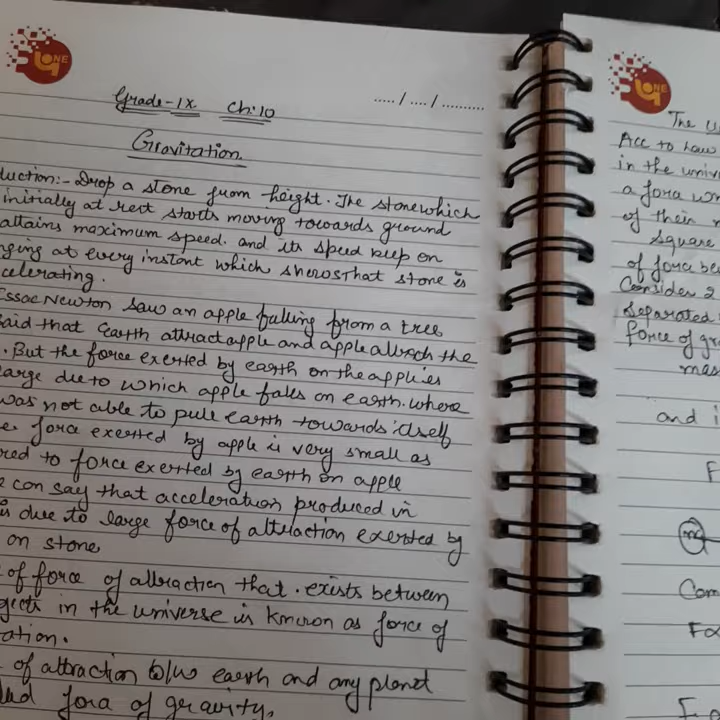 ONE
Grade-IX Ch:10
..... / .... / ..........
Gravitation.
duction:- Drop a stone from height. The stone which
initially at rest starts moving towards ground
attains maximum speed. and its speed keep on
nging at every instant which shows that stone is
celerating.
Issac Newton saw an apple falling from a tree
said that Earth attract apple and apple attrach the
. But the force exerted by earth on the apple is
large due to which apple falls on earth. where
was not able to pull earth towards itself
force exerted by apple is very small as
red to force exerted by earth on apple
can say that acceleration produced in
is due to large force of attraction exerted by
on stone
of force of attraction that. exists between
jects in the universe is known as force of
ation.
of attraction b/w earth and any planet
led force of gravity.
ONE
The u
Acc to law
in the unive
a force wh
of their m
square
of force be
Consider 2
separated
force of gr
mas
and i
F
m
Com
F∝